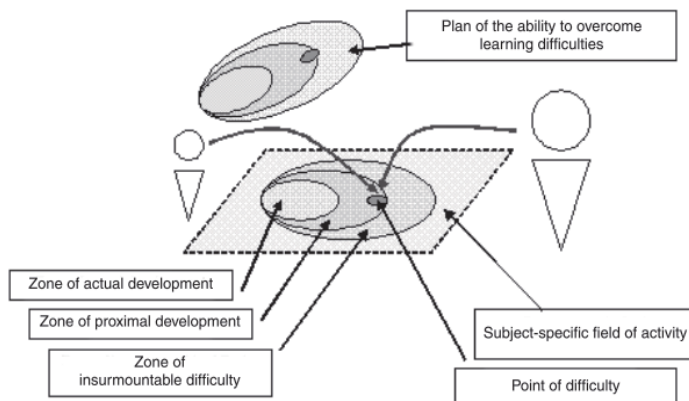 Plan of the ability to overcome
learning difficulties
Zone of actual development
Zone of proximal development
Zone of
insurmountable difficulty
Subject-specific field of activity
Point of difficulty